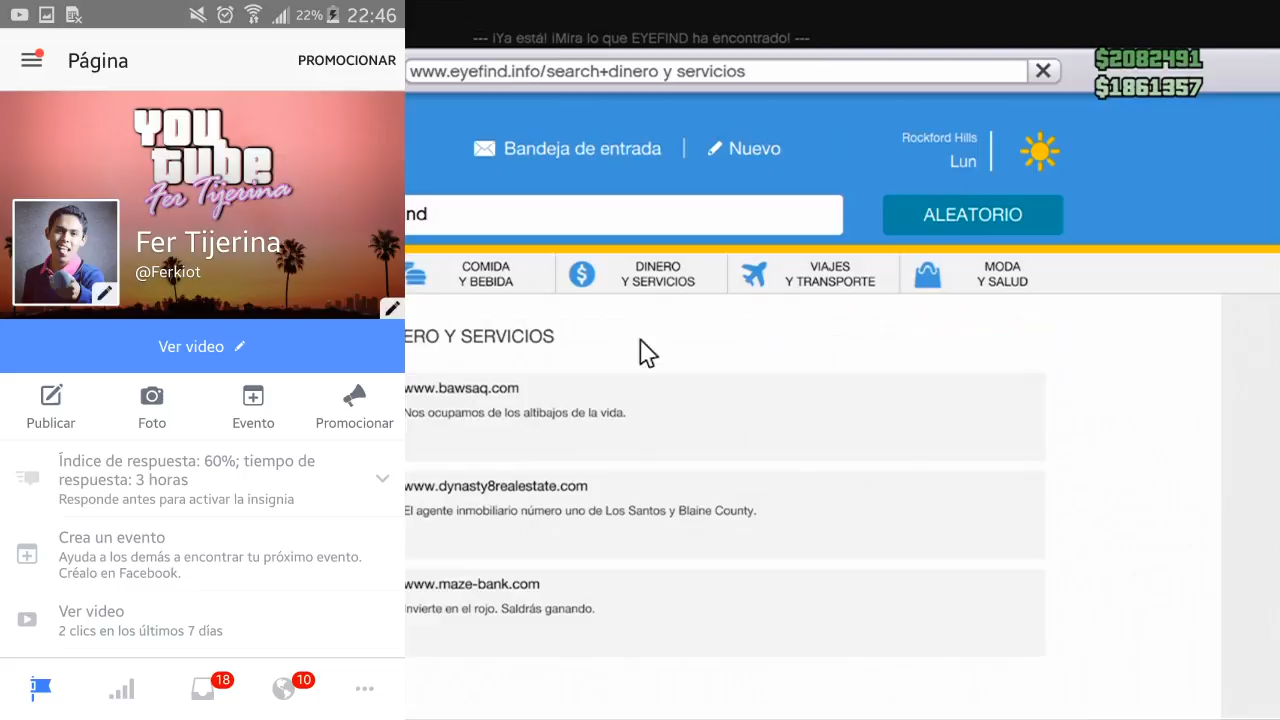 22% 22:46
Página
PROMOCIONAR
YOU
TUBE
Fer Tijerina
Fer Tijerina
@Ferkiot
Ver video
Publicar
Foto
Evento
Promocionar
Índice de respuesta: 60%; tiempo de
respuesta: 3 horas
Responde antes para activar la insignia
Crea un evento
Ayuda a los demás a encontrar tu próximo evento.
Créalo en Facebook.
Ver video
2 clics en los últimos 7 días
18
10
--- ¡Ya está! ¡Mira lo que EYEFIND ha encontrado! ---
www.eyefind.info/search+dinero y servicios
$2082491
$1861357
Bandeja de entrada
Nuevo
Rockford Hills
Lun
nd
ALEATORIO
COMIDA
Y BEBIDA
DINERO
Y SERVICIOS
VIAJES
Y TRANSPORTE
MODA
Y SALUD
ERO Y SERVICIOS
www.bawsaq.com
Nos ocupamos de los altibajos de la vida.
www.dynasty8realestate.com
El agente inmobiliario número uno de Los Santos y Blaine County.
www.maze-bank.com
Invierte en el rojo. Saldrás ganando.